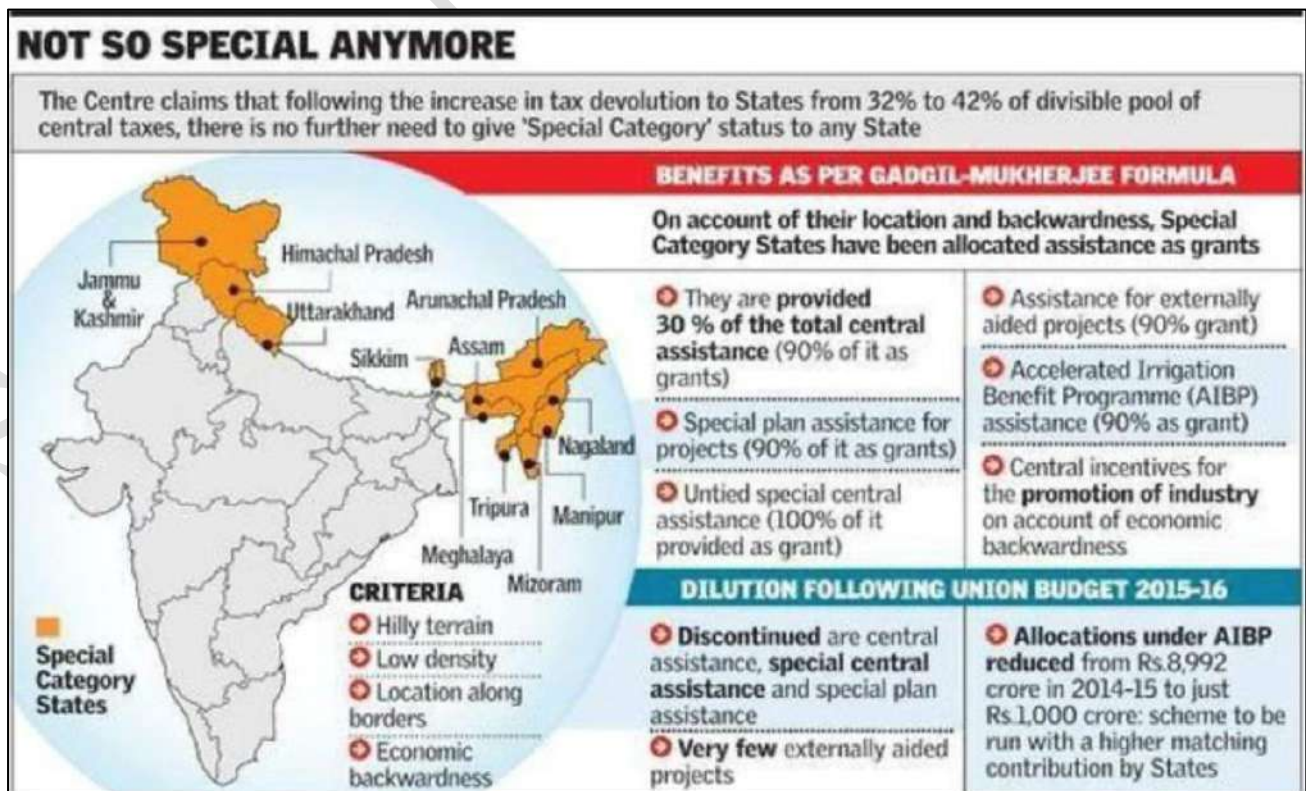 NOT SO SPECIAL ANYMORE
The Centre claims that following the increase in tax devolution to States from 32% to 42% of divisible pool of
central taxes, there is no further need to give 'Special Category' status to any State
Jammu
&
Kashmir
Himachal Pradesh
Uttarakhand
Arunachal Pradesh
Sikkim
Assam
Nagaland
Tripura
Manipur
Meghalaya
Mizoram
Special
Category
States
CRITERIA
Hilly terrain
Low density
Location along
borders
Economic
backwardness
BENEFITS AS PER GADGIL-MUKHERJEE FORMULA
On account of their location and backwardness, Special
Category States have been allocated assistance as grants
They are provided
30 % of the total central
assistance (90% of it as
grants)
Special plan assistance for
projects (90% of it as grants)
Untied special central
assistance (100% of it
provided as grant)
Assistance for externally
aided projects (90% grant)
Accelerated Irrigation
Benefit Programme (AIBP)
assistance (90% as grant)
Central incentives for
the promotion of industry
on account of economic
backwardness
DILUTION FOLLOWING UNION BUDGET 2015-16
Discontinued are central
assistance, special central
assistance and special plan
assistance
Very few externally aided
projects
Allocations under AIBP
reduced from Rs.8,992
crore in 2014-15 to just
Rs.1,000 crore: scheme to be
run with a higher matching
contribution by States